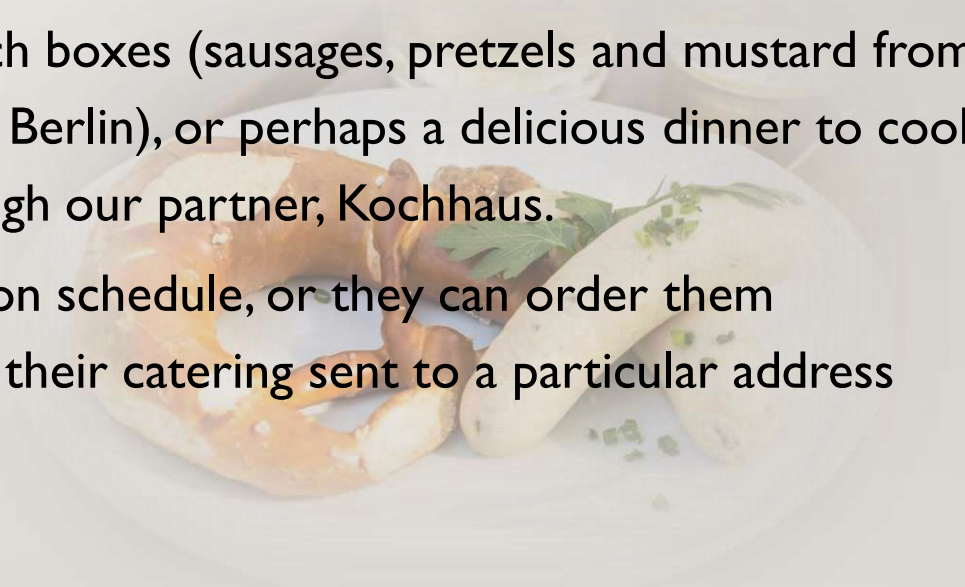 ch boxes (sausages, pretzels and mustard from
Berlin), or perhaps a delicious dinner to cook
gh our partner, Kochhaus.
on schedule, or they can order them
their catering sent to a particular address